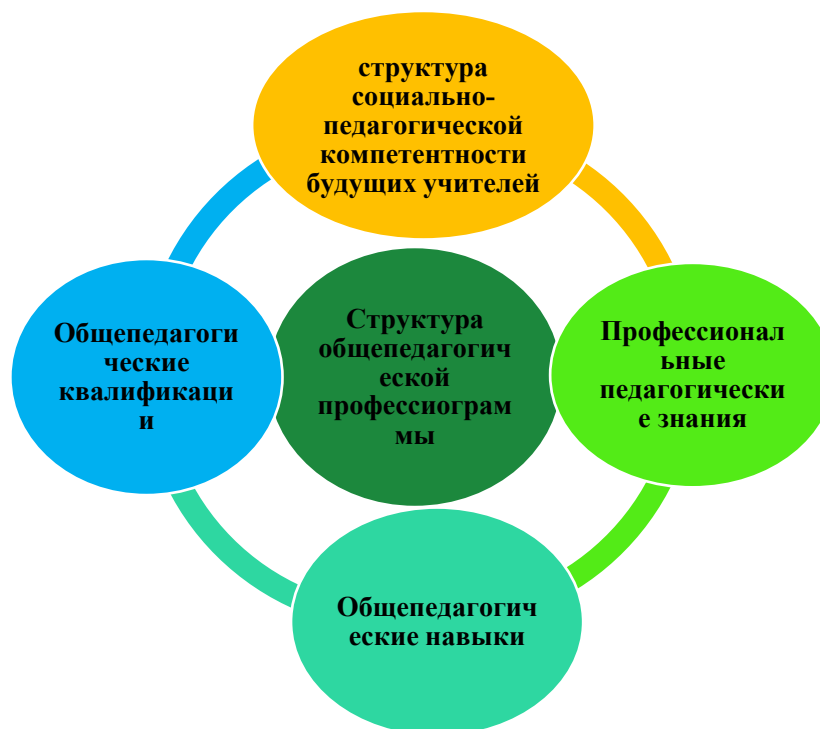 структура
социально-
педагогической
компетентности
будущих учителей
Общепедагоги
ческие
квалификаци
и
Структура
общепедагогич
еской
профессиограм
мы
Профессионал
ьные
педагогически
е знания
Общепедагогич
еские навыки